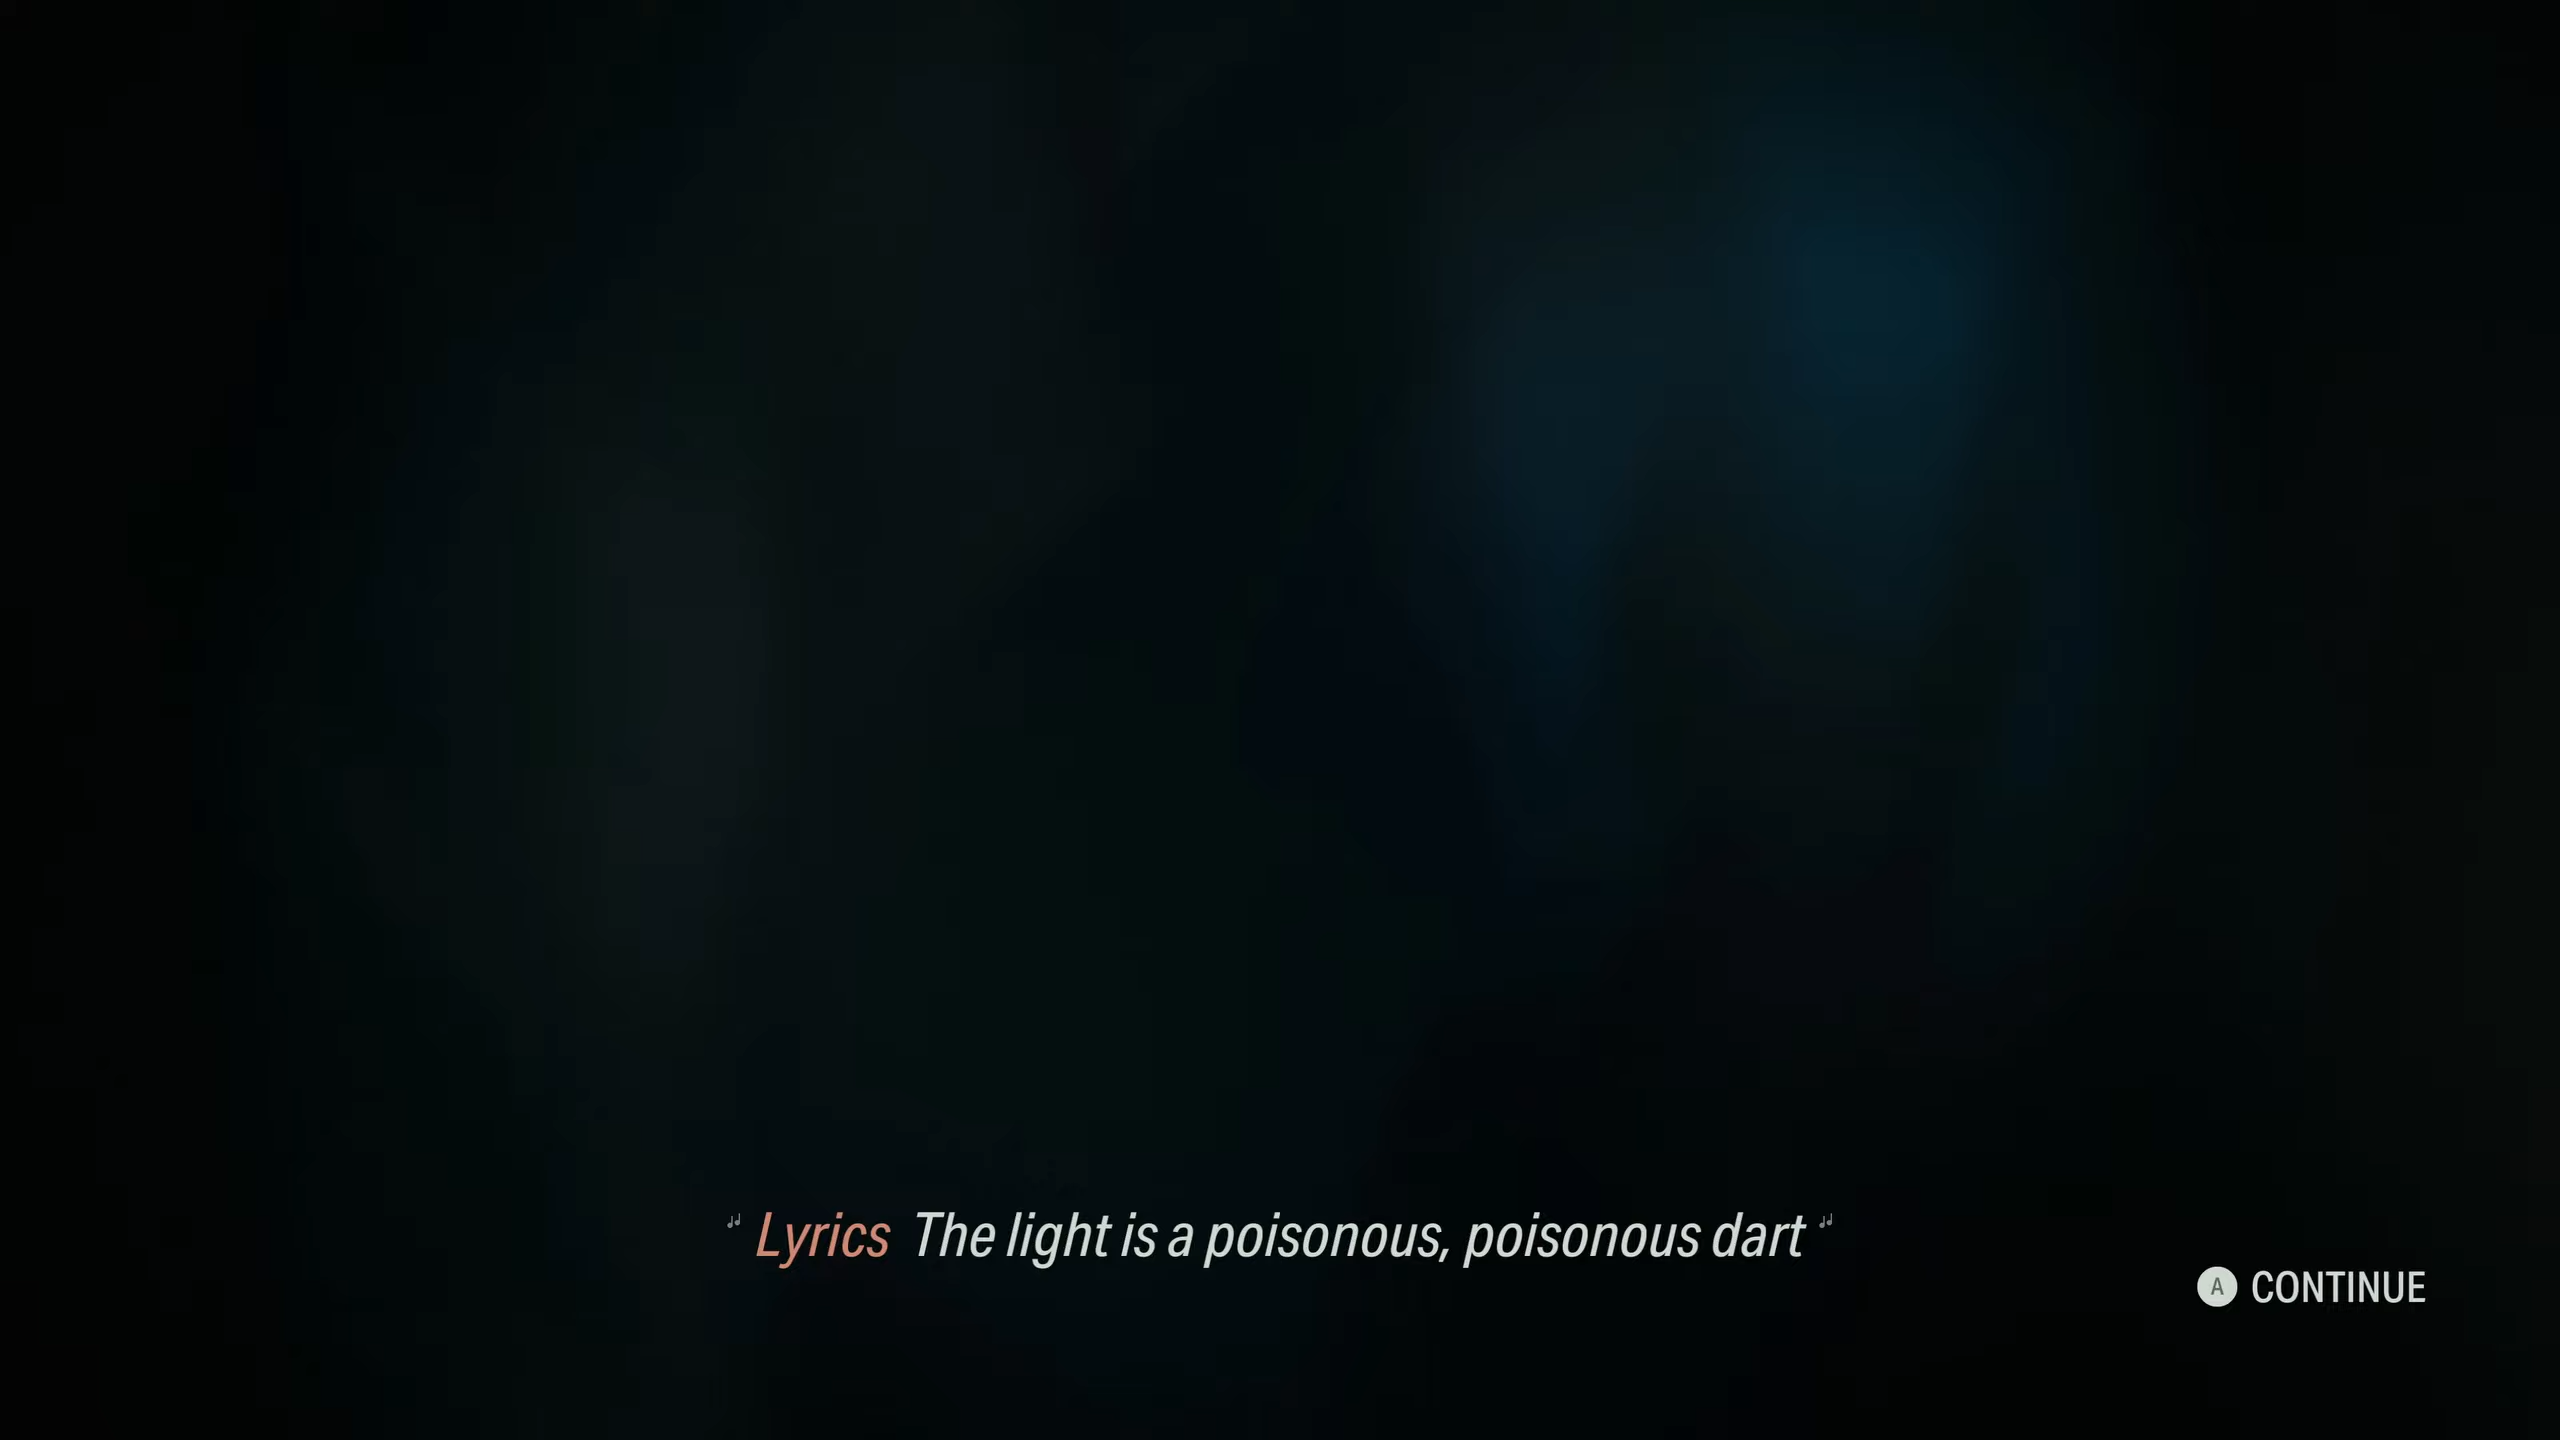 ♫ Lyrics The light is a poisonous, poisonous dart ♫
A CONTINUE